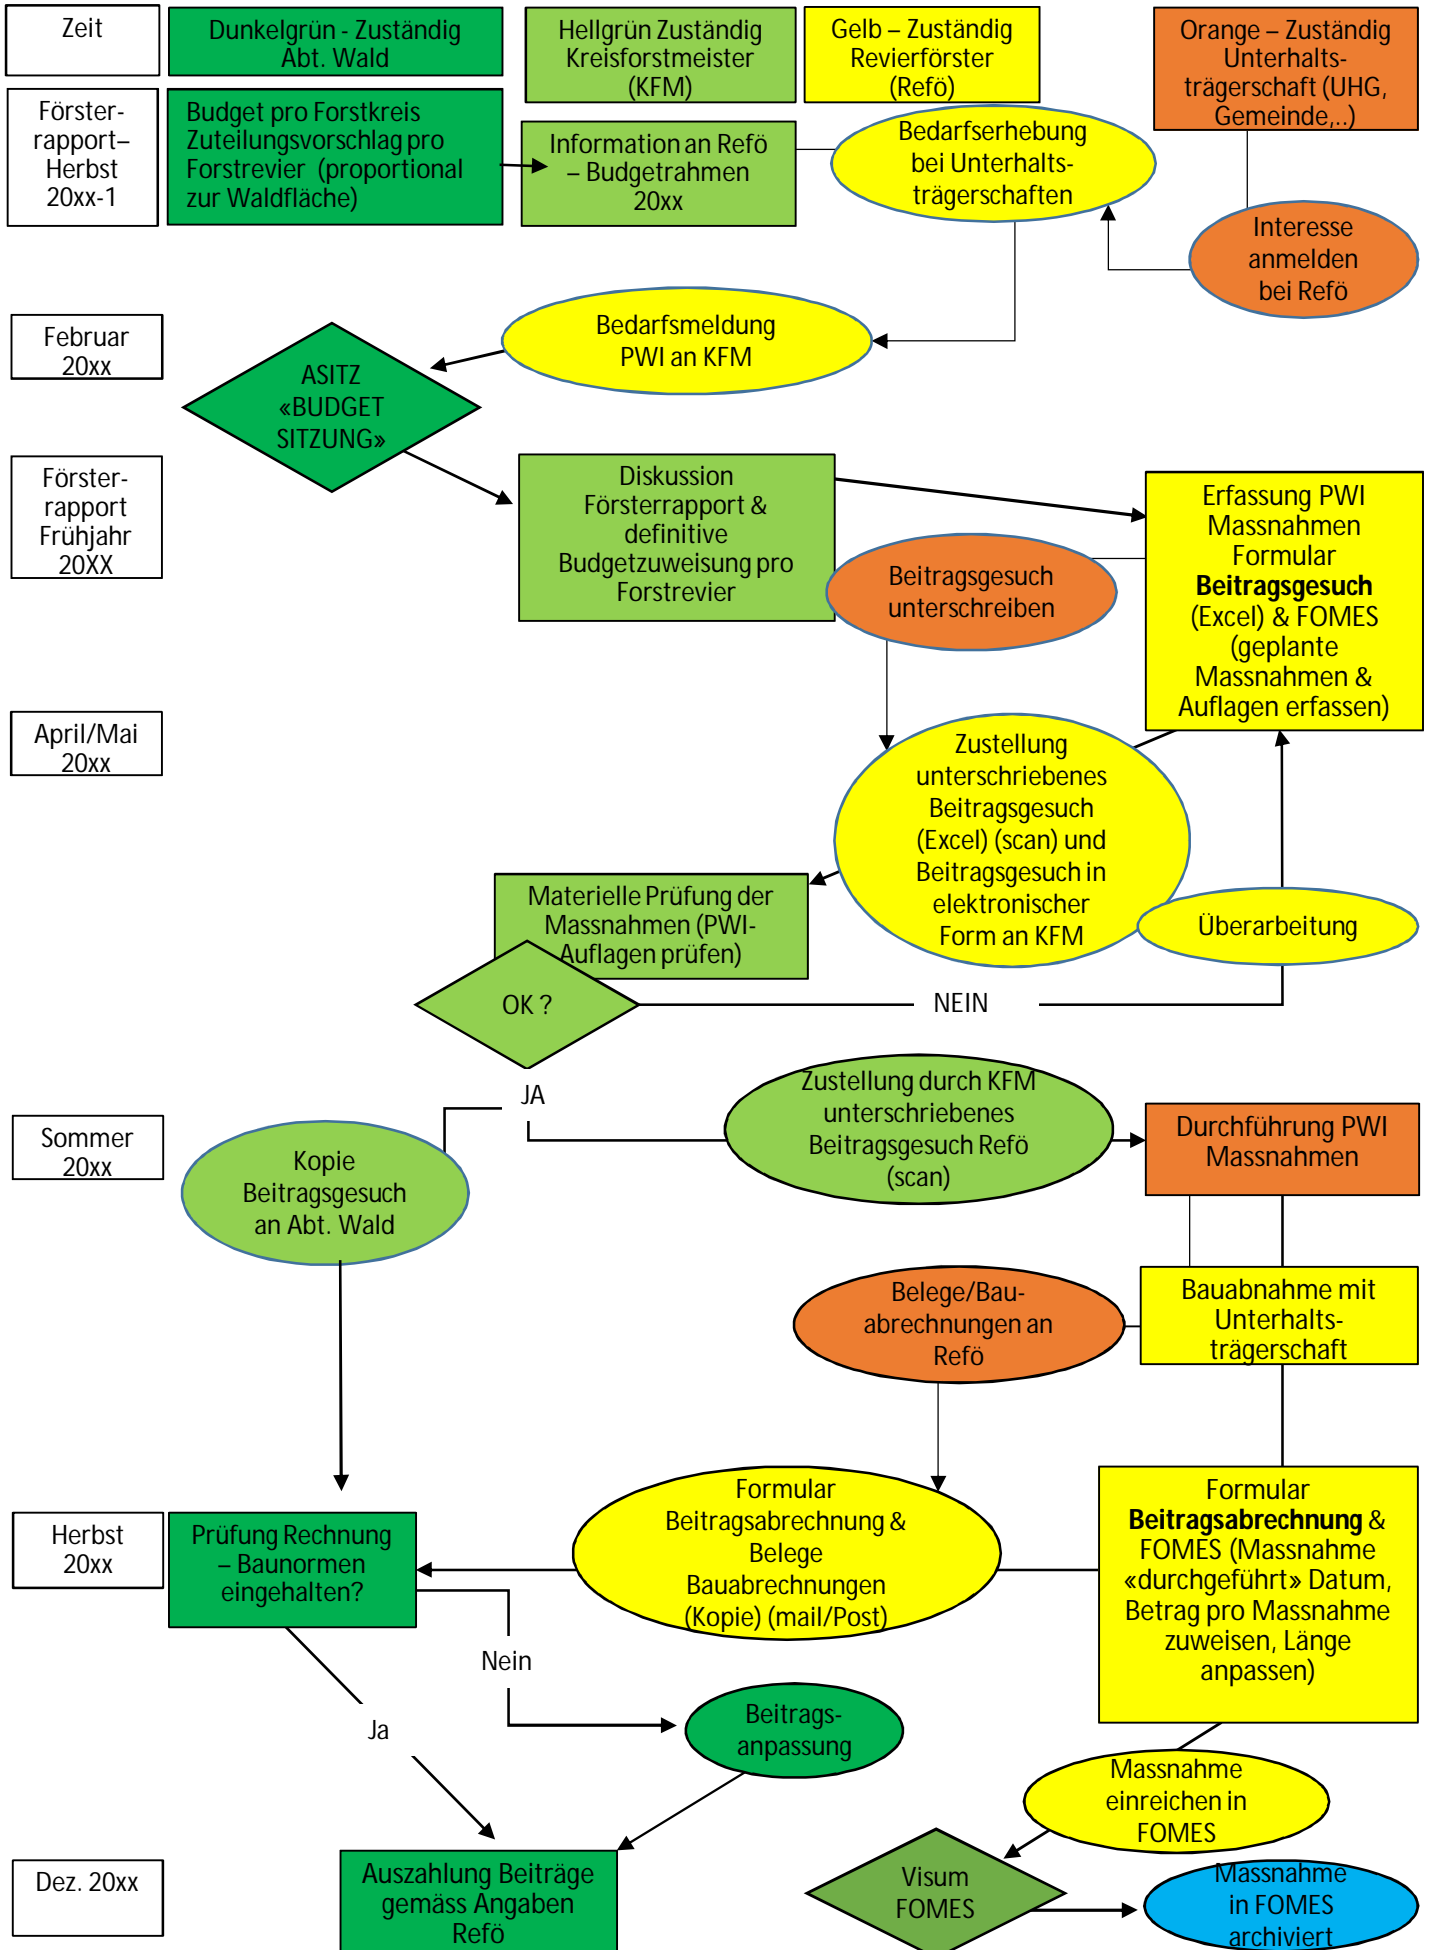 Zeit
Dunkelgrün - Zuständig
Abt. Wald
Hellgrün Zuständig
Kreisforstmeister
(KFM)
Gelb – Zuständig
Revierförster
(Refö)
Orange – Zuständig
Unterhalts-
trägerschaft (UHG,
Gemeinde,..)
Förster-
rapport–
Herbst
20xx-1
Budget pro Forstkreis
Zuteilungsvorschlag pro
Forstrevier (proportional
zur Waldfläche)
Information an Refö
– Budgetrahmen
20xx
Bedarfserhebung
bei Unterhalts-
trägerschaften
Interesse
anmelden
bei Refö
Februar
20xx
ASITZ
«BUDGET
SITZUNG»
Bedarfsmeldung
PWI an KFM
Förster-
rapport
Frühjahr
20XX
Diskussion
Försterrapport &
definitive
Budgetzuweisung pro
Forstrevier
Beitragsgesuch
unterschreiben
Erfassung PWI
Massnahmen
Formular
Beitragsgesuch
(Excel) & FOMES
(geplante
Massnahmen &
Auflagen erfassen)
April/Mai
20xx
Zustellung
unterschriebenes
Beitragsgesuch
(Excel) (scan) und
Beitragsgesuch in
elektronischer
Form an KFM
Materielle Prüfung der
Massnahmen (PWI-
Auflagen prüfen)
Überarbeitung
OK ?
NEIN
JA
Sommer
20xx
Kopie
Beitragsgesuch
an Abt. Wald
Zustellung durch KFM
unterschriebenes
Beitragsgesuch Refö
(scan)
Durchführung PWI
Massnahmen
Belege/Bau-
abrechnungen an
Refö
Bauabnahme mit
Unterhalts-
trägerschaft
Herbst
20xx
Prüfung Rechnung
– Baunormen
eingehalten?
Formular
Beitragsabrechnung &
Belege
Bauabrechnungen
(Kopie) (mail/Post)
Formular
Beitragsabrechnung &
FOMES (Massnahme
«durchgeführt» Datum,
Betrag pro Massnahme
zuweisen, Länge
anpassen)
Nein
Ja
Beitrags-
anpassung
Massnahme
einreichen in
FOMES
Dez. 20xx
Auszahlung Beiträge
gemäss Angaben
Refö
Visum
FOMES
Massnahme
in FOMES
archiviert